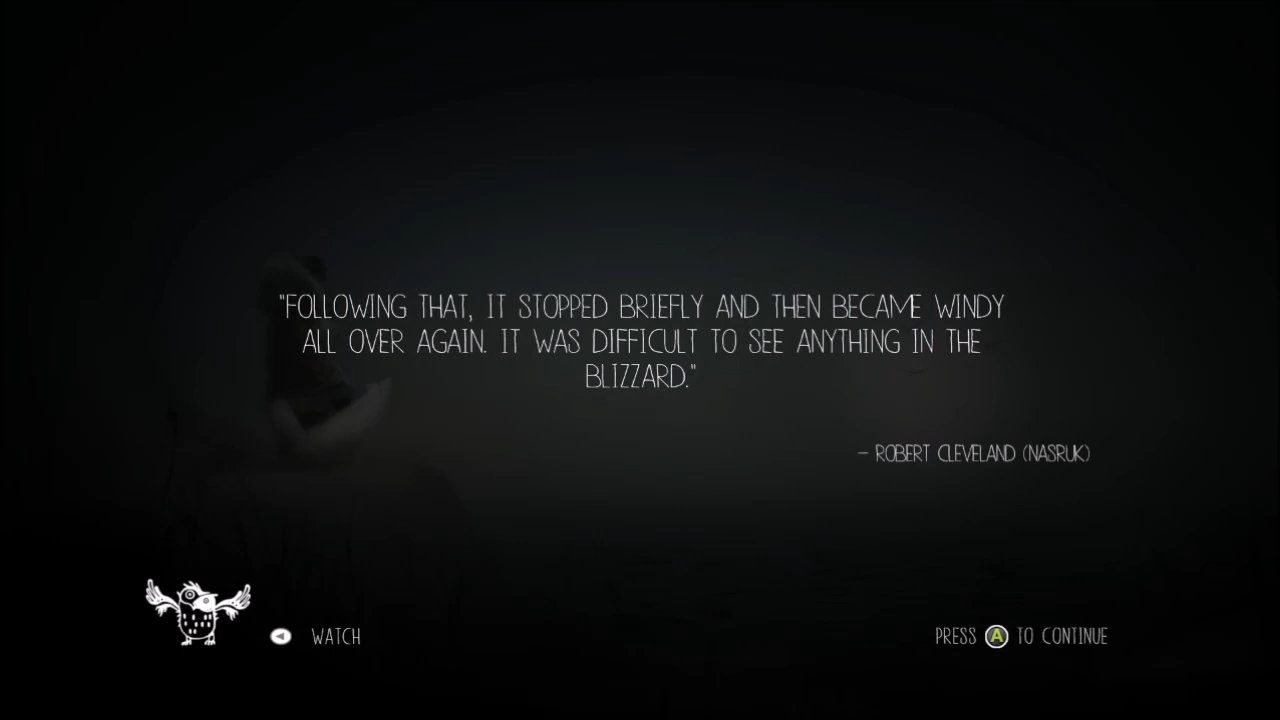 "FOLLOWING THAT, IT STOPPED BRIEFLY AND THEN BECAME WINDY
ALL OVER AGAIN. IT WAS DIFFICULT TO SEE ANYTHING IN THE
BLIZZARD."
– ROBERT CLEVELAND (NASRUK)
WATCH
PRESS A TO CONTINUE